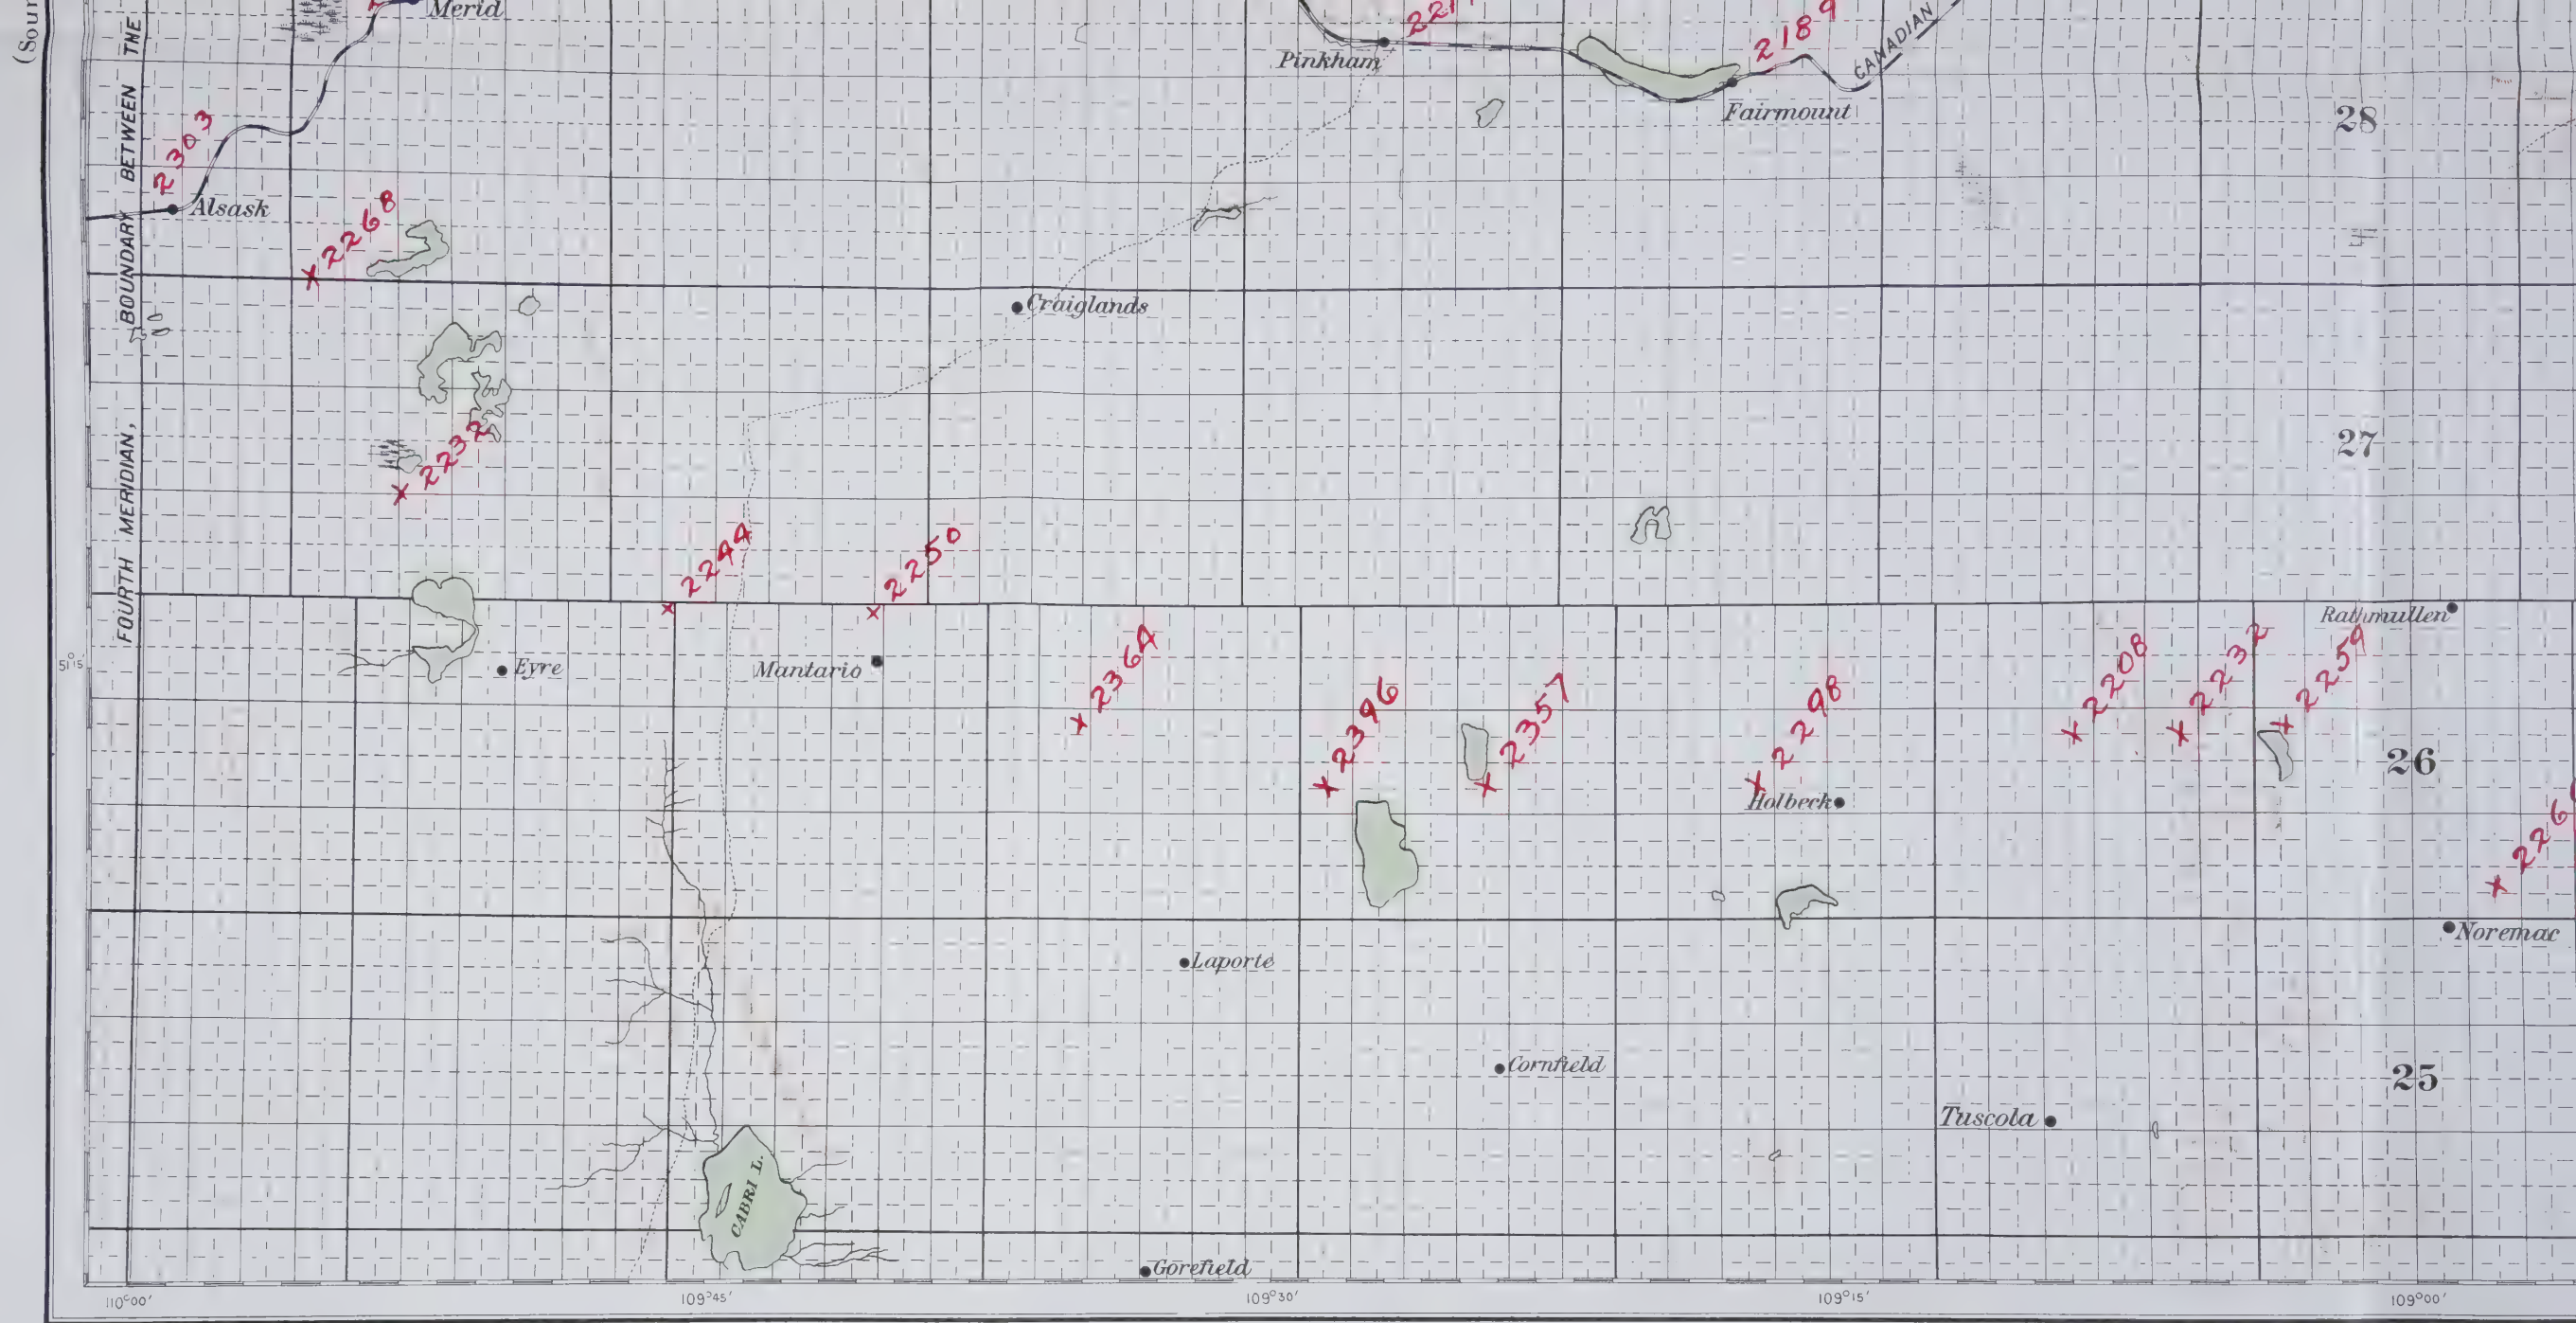 Merid
Pinkham
2189
CANADIAN
Fairmount
28
BOUNDARY BETWEEN THE
FOURTH MERIDIAN,
2303
Alsask
2268
Craiglands
2232
27
2294
2250
Rathmullen
51°15'
Eyre
Mantario
2364
2396
2357
2298
2208
2232
2259
26
Holbeck
Noremac
Laporte
Cornfield
25
Tuscola
CABRI L.
Gorefield
110°00'
109°45'
109°30'
109°15'
109°00'